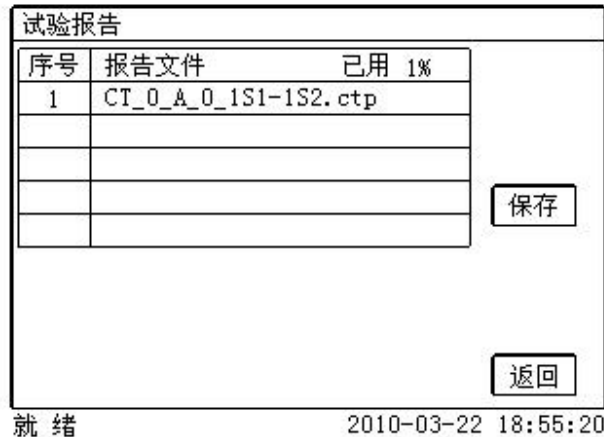 试验报告
序号 报告文件 已用 1%
1 CT_0_A_0_1S1-1S2.ctp
保存
返回
就 绪 2010-03-22 18:55:20